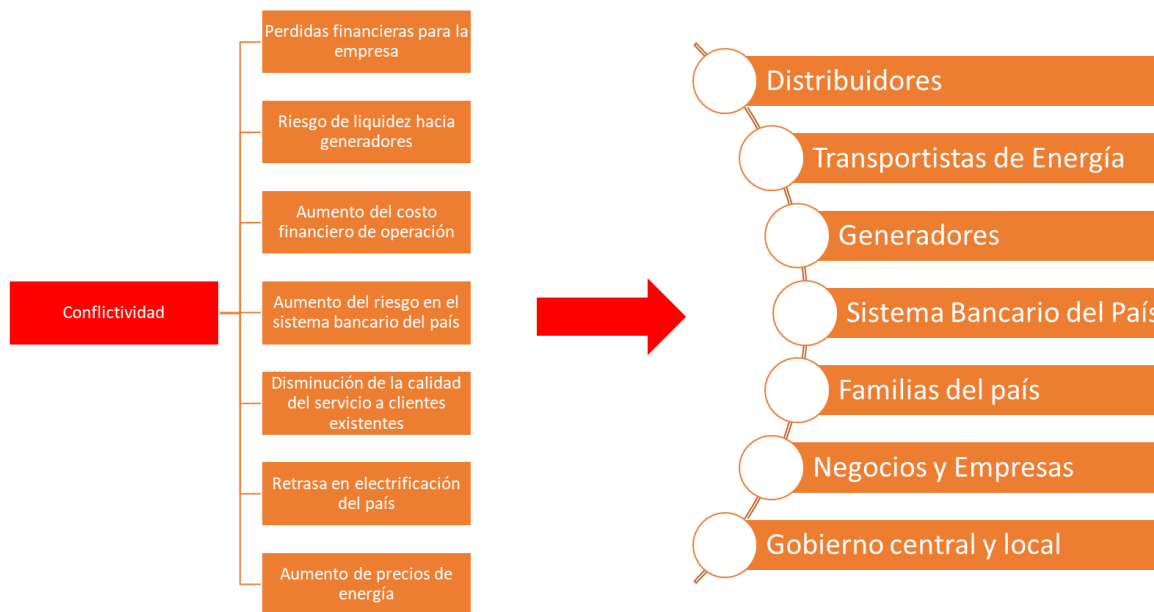 Conflictividad
Perdidas financieras para la
empresa
Riesgo de liquidez hacia
generadores
Aumento del costo
financiero de operación
Aumento del riesgo en el
sistema bancario del país
Disminución de la calidad
del servicio a clientes
existentes
Retrasa en electrificación
del país
Aumento de precios de
energía
Distribuidores
Transportistas de Energía
Generadores
Sistema Bancario del País
Familias del país
Negocios y Empresas
Gobierno central y local